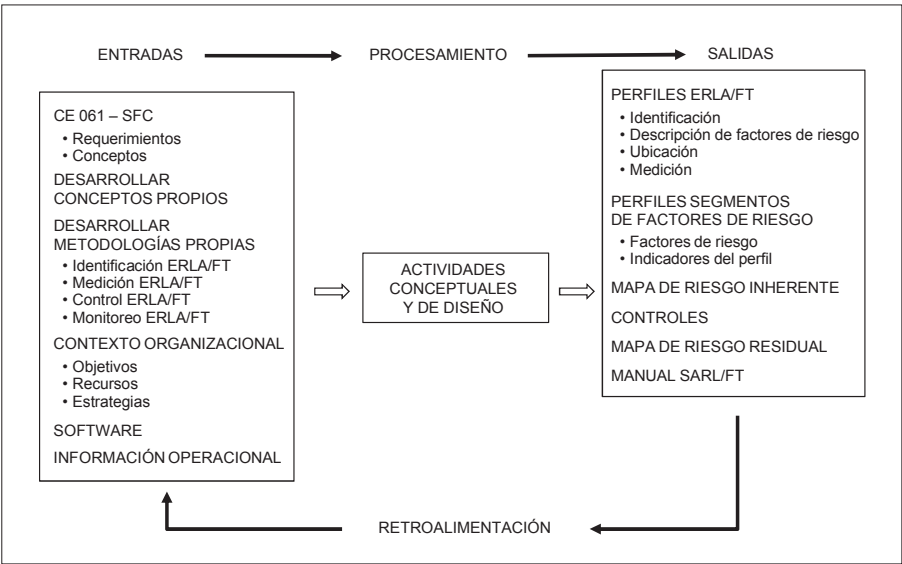 ENTRADAS
PROCESAMIENTO
SALIDAS
CE 061 – SFC
• Requerimientos
• Conceptos
DESARROLLAR
CONCEPTOS PROPIOS
DESARROLLAR
METODOLOGÍAS PROPIAS
• Identificación ERLA/FT
• Medición ERLA/FT
• Control ERLA/FT
• Monitoreo ERLA/FT
CONTEXTO ORGANIZACIONAL
• Objetivos
• Recursos
• Estrategias
SOFTWARE
INFORMACIÓN OPERACIONAL
ACTIVIDADES
CONCEPTUALES
Y DE DISEÑO
PERFILES ERLA/FT
• Identificación
• Descripción de factores de riesgo
• Ubicación
• Medición
PERFILES SEGMENTOS
DE FACTORES DE RIESGO
• Factores de riesgo
• Indicadores del perfil
MAPA DE RIESGO INHERENTE
CONTROLES
MAPA DE RIESGO RESIDUAL
MANUAL SARL/FT
RETROALIMENTACIÓN